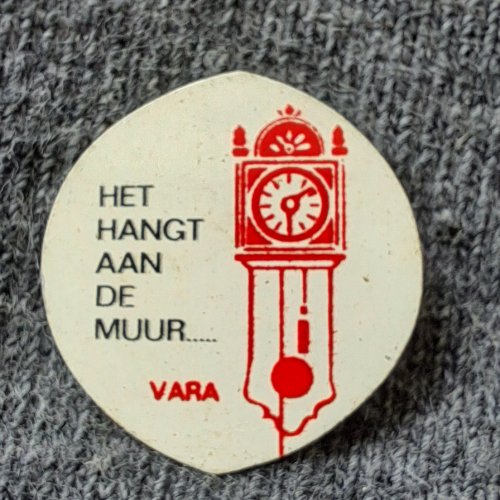 HET
HANGT
AAN
DE
MUUR.....
VARA